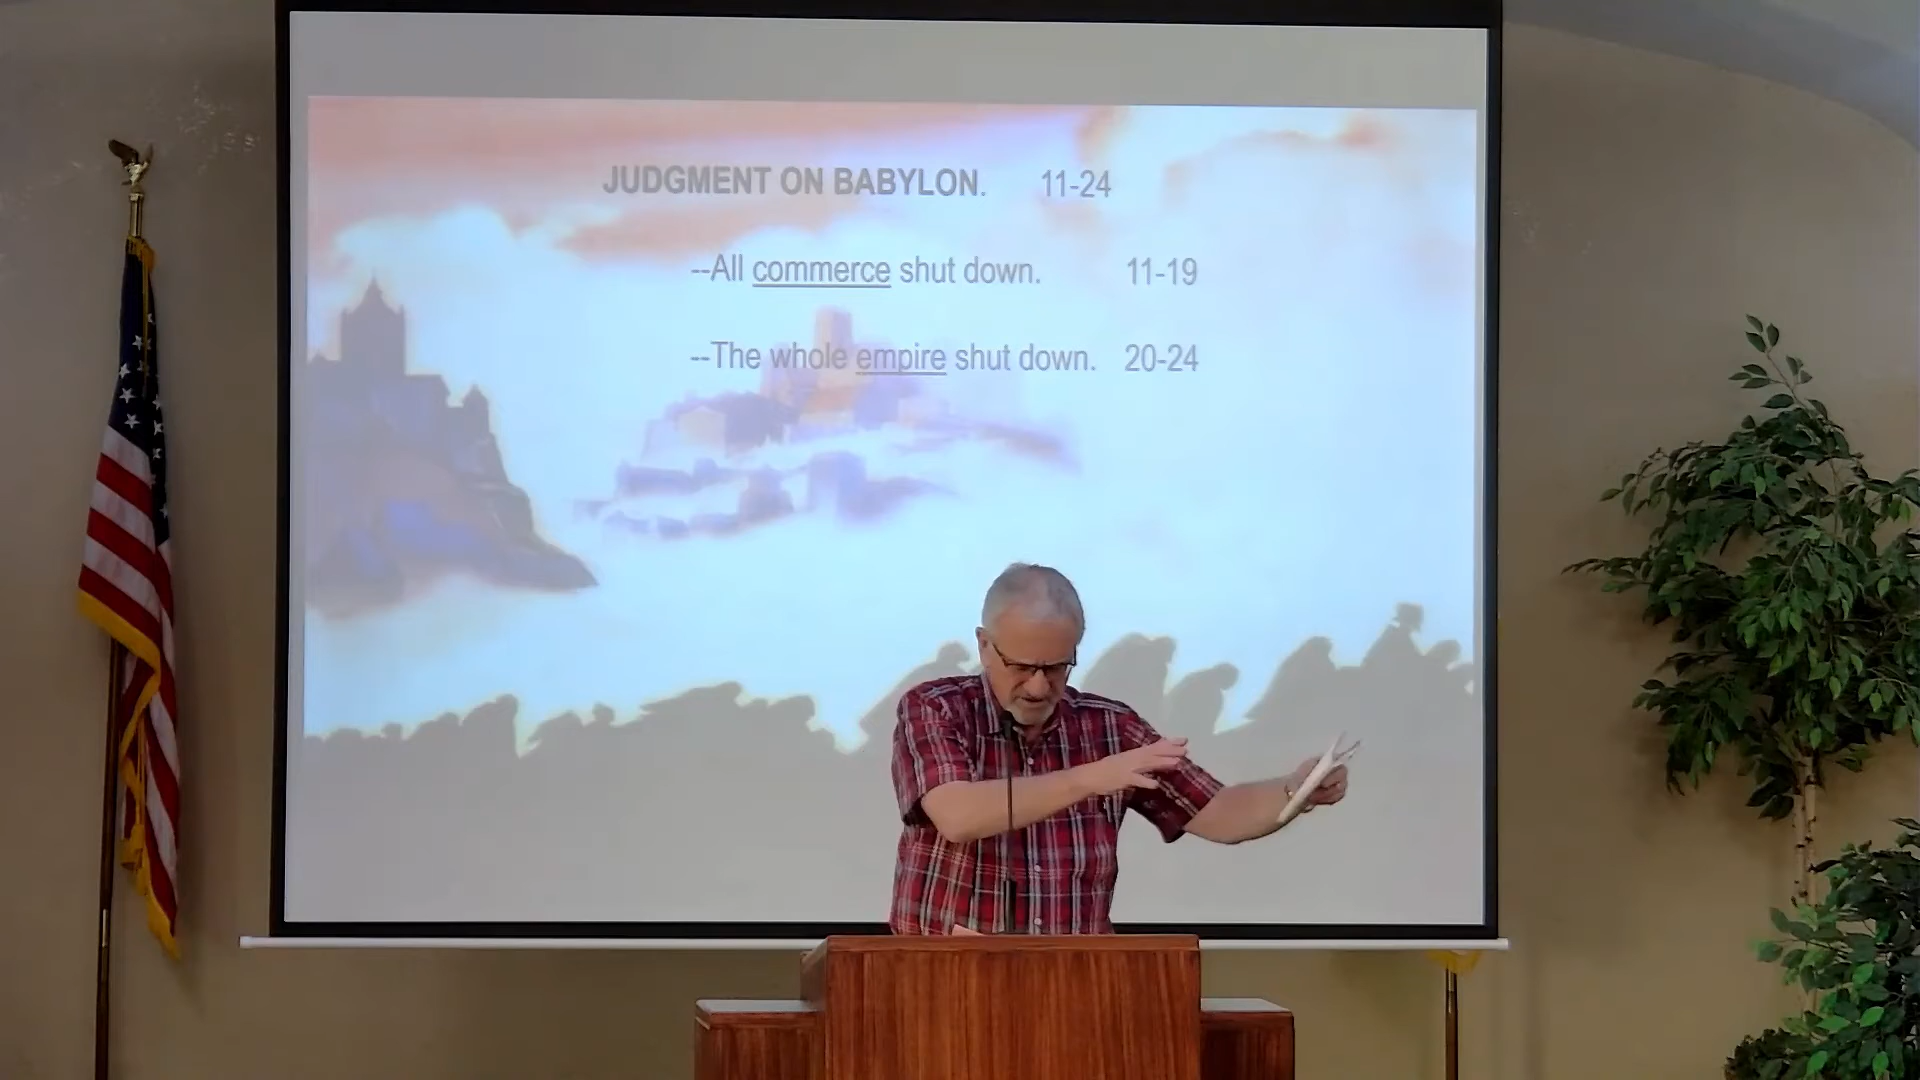 JUDGMENT ON BABYLON. 11-24
--All commerce shut down. 11-19
--The whole empire shut down. 20-24